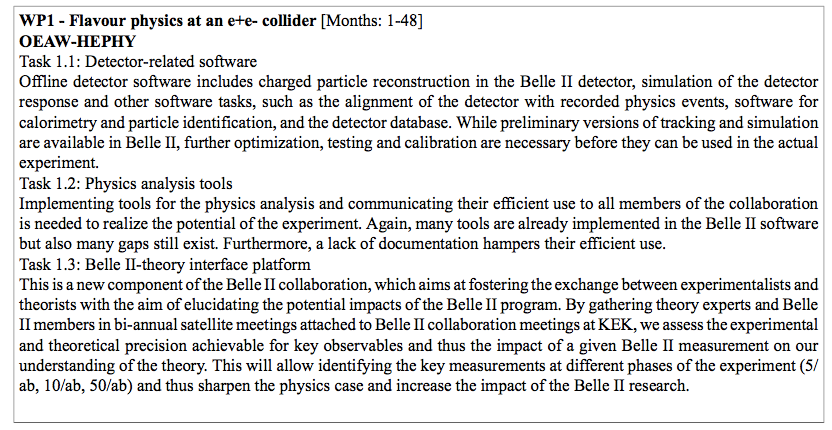 WP1 - Flavour physics at an e+e- collider [Months: 1-48]
OEAW-HEPHY
Task 1.1: Detector-related software
Offline detector software includes charged particle reconstruction in the Belle II detector, simulation of the detector
response and other software tasks, such as the alignment of the detector with recorded physics events, software for
calorimetry and particle identification, and the detector database. While preliminary versions of tracking and simulation
are available in Belle II, further optimization, testing and calibration are necessary before they can be used in the actual
experiment.
Task 1.2: Physics analysis tools
Implementing tools for the physics analysis and communicating their efficient use to all members of the collaboration
is needed to realize the potential of the experiment. Again, many tools are already implemented in the Belle II software
but also many gaps still exist. Furthermore, a lack of documentation hampers their efficient use.
Task 1.3: Belle II-theory interface platform
This is a new component of the Belle II collaboration, which aims at fostering the exchange between experimentalists and
theorists with the aim of elucidating the potential impacts of the Belle II program. By gathering theory experts and Belle
II members in bi-annual satellite meetings attached to Belle II collaboration meetings at KEK, we assess the experimental
and theoretical precision achievable for key observables and thus the impact of a given Belle II measurement on our
understanding of the theory. This will allow identifying the key measurements at different phases of the experiment (5/
ab, 10/ab, 50/ab) and thus sharpen the physics case and increase the impact of the Belle II research.